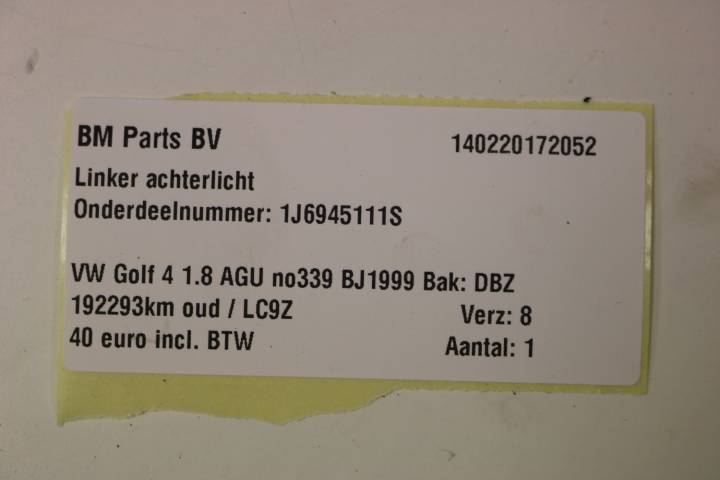 BM Parts BV 140220172052
Linker achterlicht
Onderdeelnummer: 1J6945111S
VW Golf 4 1.8 AGU no339 BJ1999 Bak: DBZ
192293km oud / LC9Z Verz: 8
40 euro incl. BTW Aantal: 1